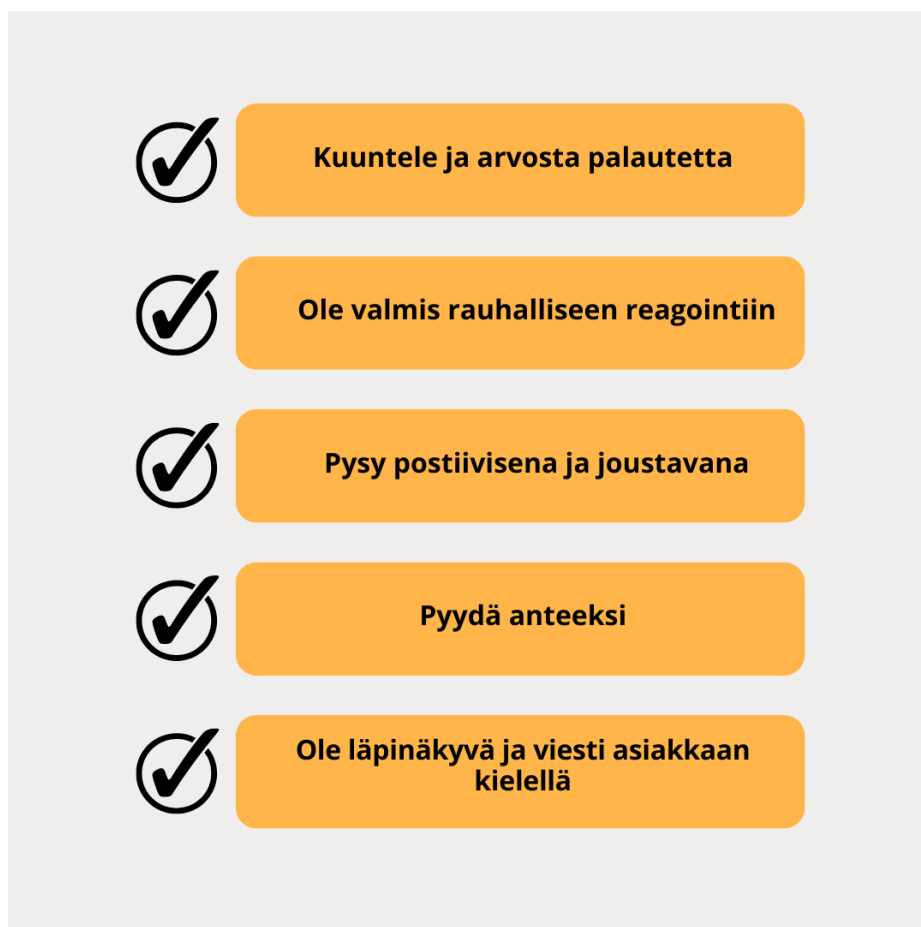 Kuuntele ja arvosta palautetta
Ole valmis rauhalliseen reagointiin
Pysy postiivisena ja joustavana
Pyydä anteeksi
Ole läpinäkyvä ja viesti asiakkaan
kielellä